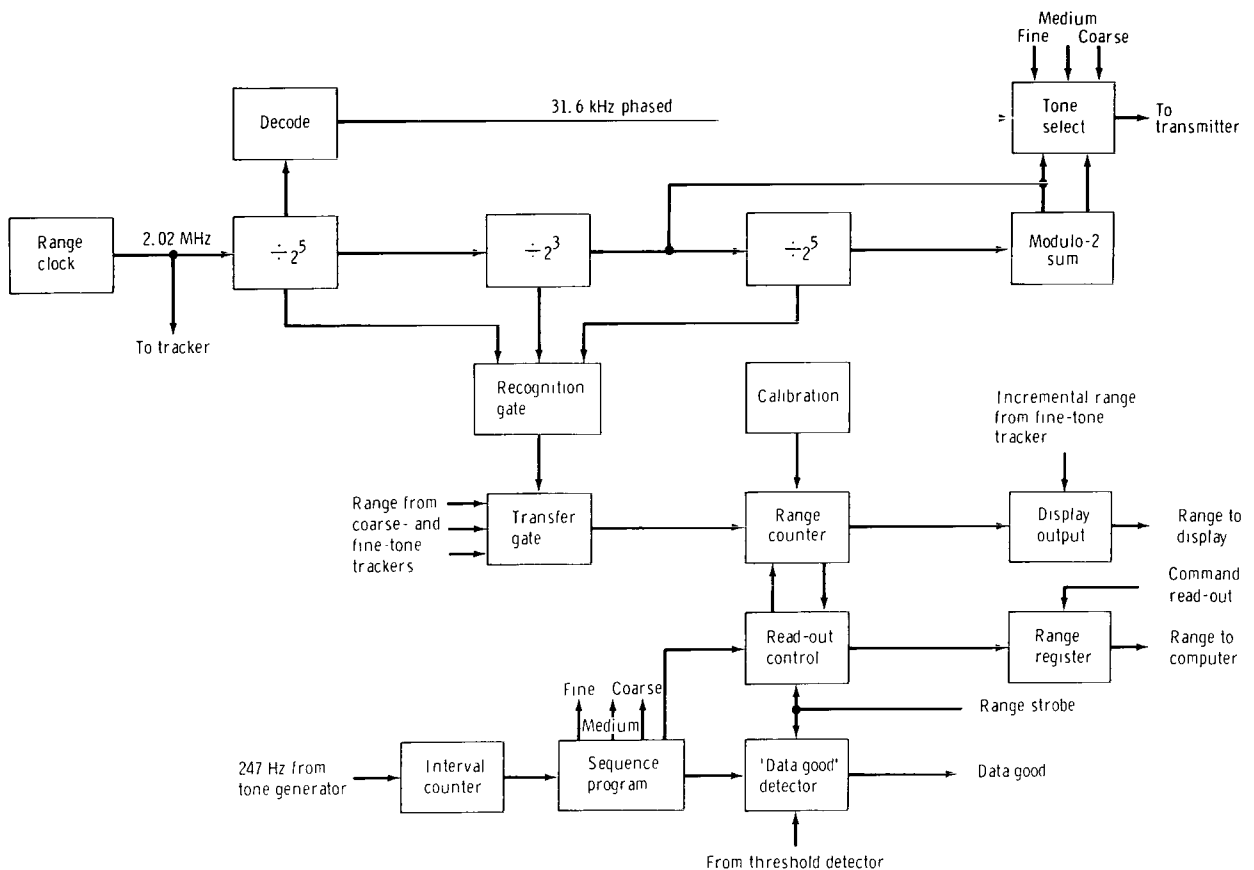 Medium
Fine Coarse
Decode
31.6 kHz phased
Tone
select
To
transmitter
Range
clock
2.02 MHz
÷2⁵
÷2³
÷2⁵
Modulo-2
sum
To tracker
Recognition
gate
Calibration
Incremental range
from fine-tone
tracker
Range from
coarse- and
fine-tone
trackers
Transfer
gate
Range
counter
Display
output
Range to
display
Command
read-out
Read-out
control
Range
register
Range to
computer
Fine Coarse
Medium
Range strobe
247 Hz from
tone generator
Interval
counter
Sequence
program
'Data good"
detector
Data good
From threshold detector